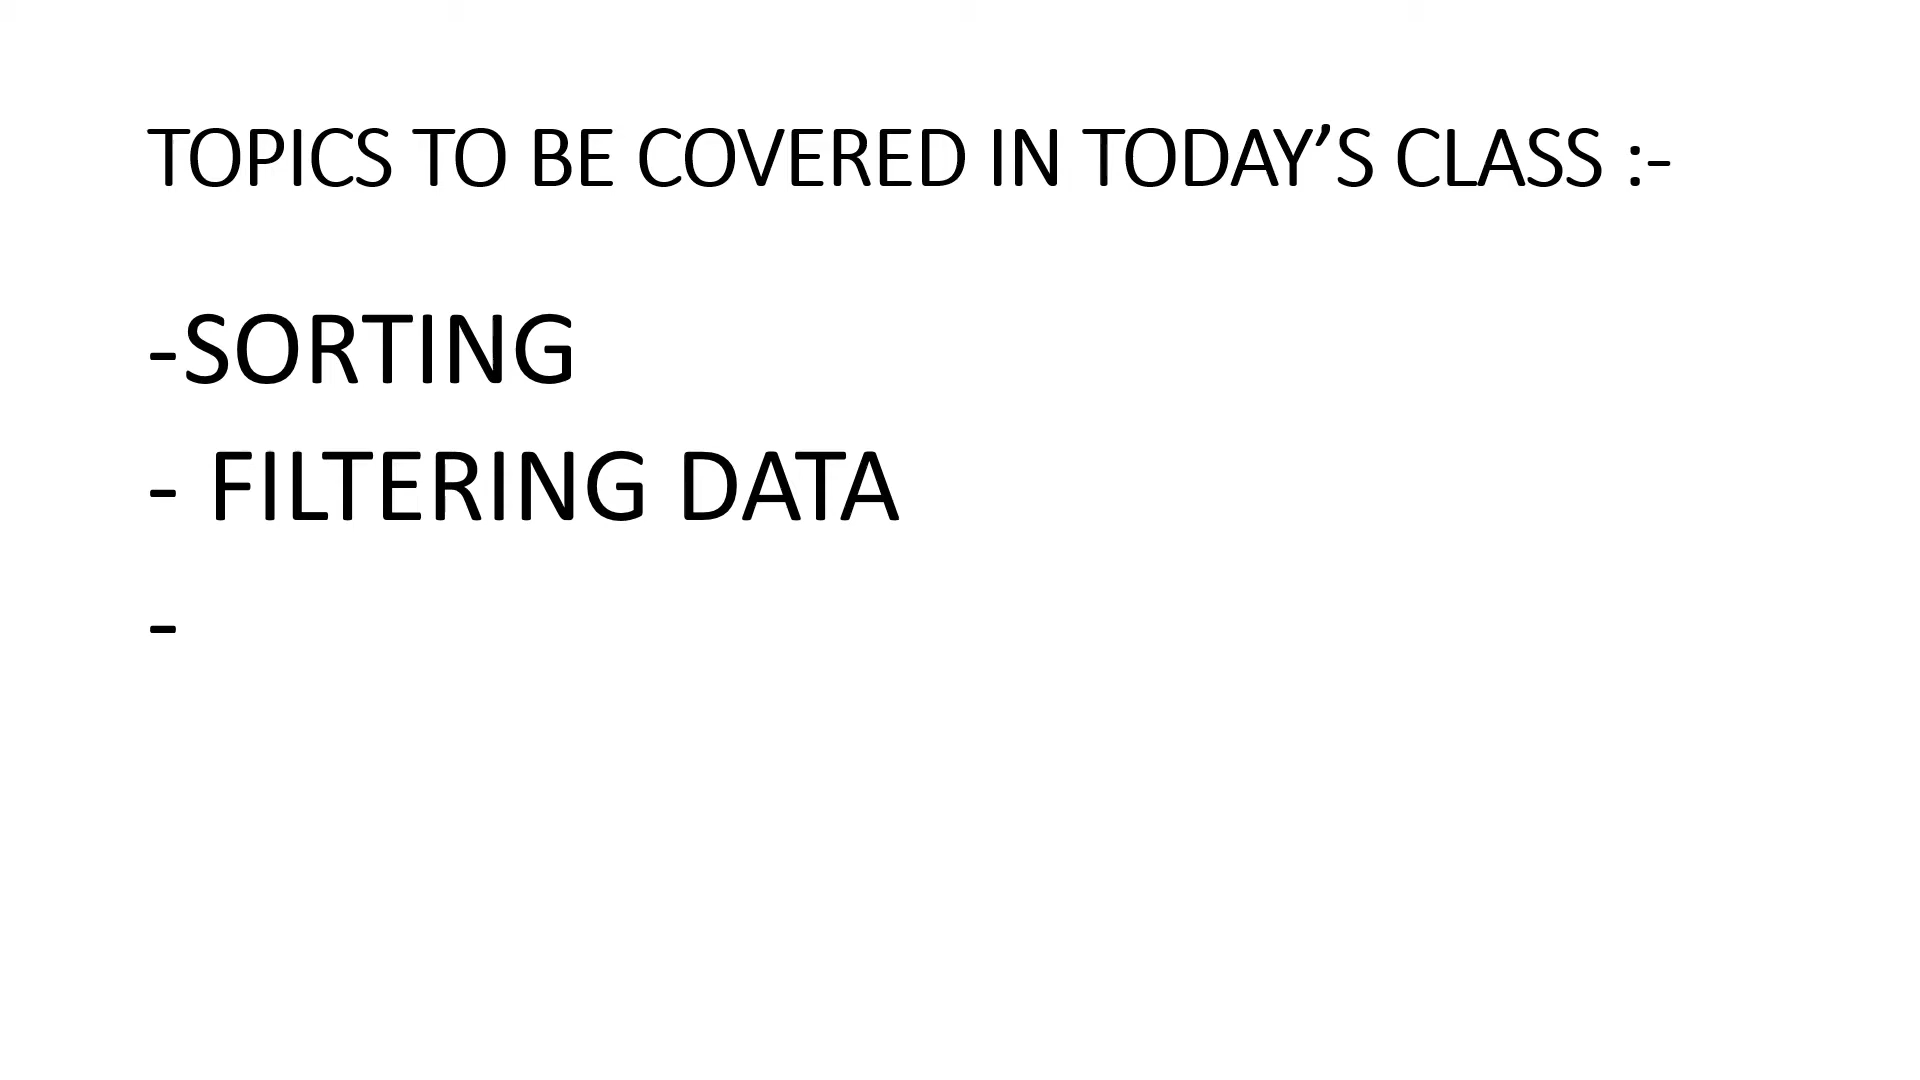 TOPICS TO BE COVERED IN TODAY’S CLASS :-
-SORTING
- FILTERING DATA
-